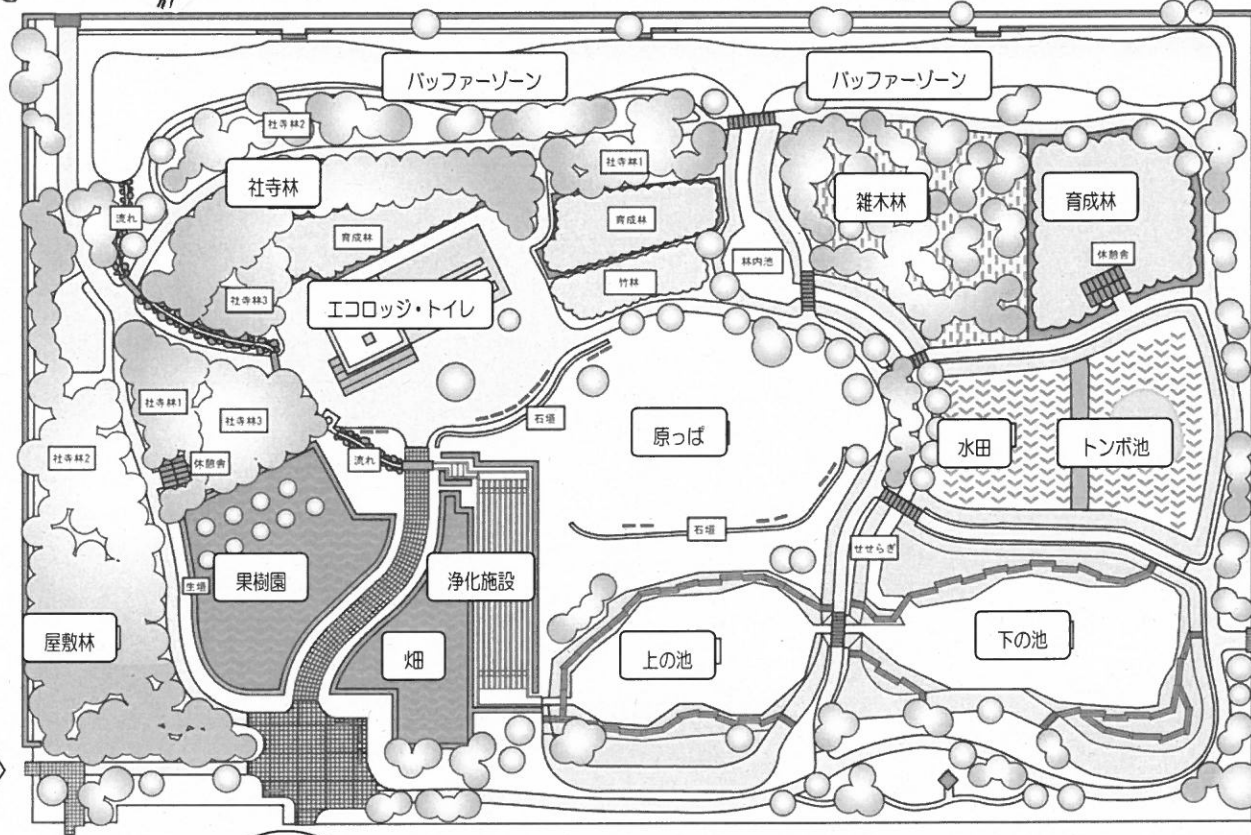 バッファーゾーン
バッファーゾーン
社寺林2
社寺林1
社寺林
雑木林
育成林
流れ
育成林
育成林
林内池
休憩舎
竹林
社寺林3
エコロッジ・トイレ
社寺林1
社寺林3
石垣
原っぱ
水田
トンボ池
社寺林2
休憩舎
流れ
石垣
せせらぎ
生垣
果樹園
浄化施設
屋敷林
畑
上の池
下の池